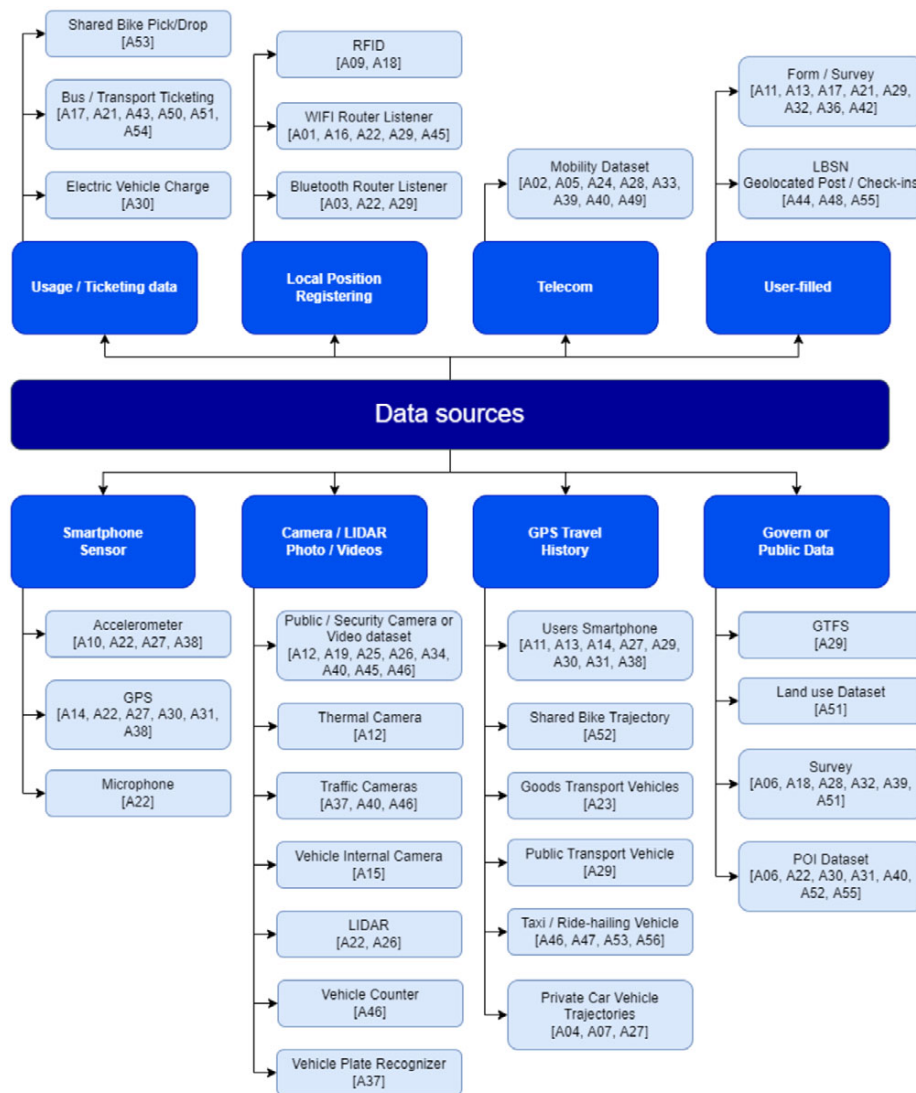 Shared Bike Pick/Drop
[A53]
Bus / Transport Ticketing
[A17, A21, A43, A50, A51,
A54]
Electric Vehicle Charge
[A30]
Usage / Ticketing data
RFID
[A09, A18]
WIFI Router Listener
[A01, A16, A22, A29, A45]
Bluetooth Router Listener
[A03, A22, A29]
Local Position
Registering
Mobility Dataset
[A02, A05, A24, A28, A33,
A39, A40, A49]
Telecom
Form / Survey
[A11, A13, A17, A21, A29,
A32, A36, A42]
LBSN
Geolocated Post / Check-ins
[A44, A48, A55]
User-filled
Data sources
Smartphone
Sensor
Accelerometer
[A10, A22, A27, A38]
GPS
[A14, A22, A27, A30, A31,
A38]
Microphone
[A22]
Camera / LIDAR
Photo / Videos
Public / Security Camera or
Video dataset
[A12, A19, A25, A26, A34,
A40, A45, A46]
Thermal Camera
[A12]
Traffic Cameras
[A37, A40, A46]
Vehicle Internal Camera
[A15]
LIDAR
[A22, A26]
Vehicle Counter
[A46]
Vehicle Plate Recognizer
[A37]
GPS Travel
History
Users Smartphone
[A11, A13, A14, A27, A29,
A30, A31, A38]
Shared Bike Trajectory
[A52]
Goods Transport Vehicles
[A23]
Public Transport Vehicle
[A29]
Taxi / Ride-hailing Vehicle
[A46, A47, A53, A56]
Private Car Vehicle
Trajectories
[A04, A07, A27]
Govern or
Public Data
GTFS
[A29]
Land use Dataset
[A51]
Survey
[A06, A18, A28, A32, A39,
A51]
POI Dataset
[A06, A22, A30, A31, A40,
A52, A55]